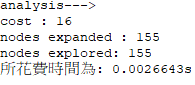 analysis--->
cost : 16
nodes expanded : 155
nodes explored: 155
所花費時間為: 0.0026643s